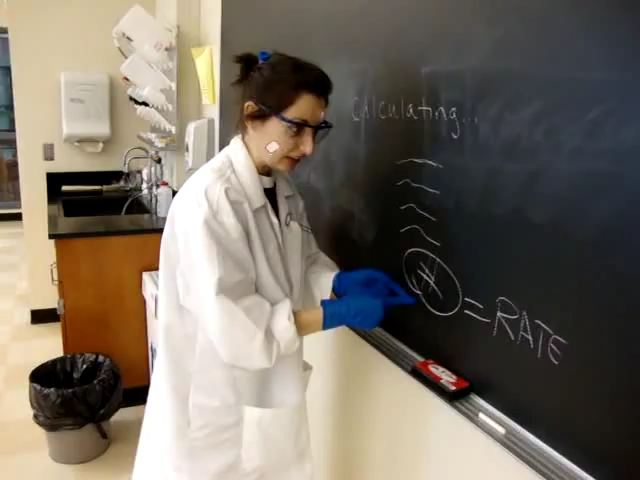 Calculating...
# = RATE